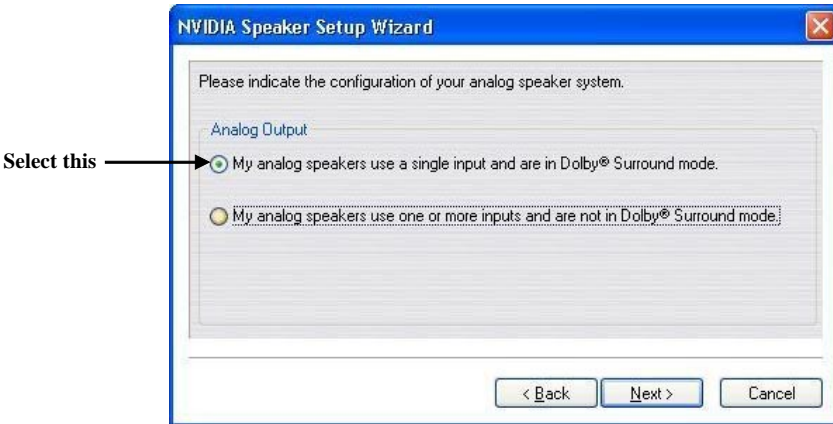 NVIDIA Speaker Setup Wizard
Please indicate the configuration of your analog speaker system.
Analog Output
Select this
My analog speakers use a single input and are in Dolby® Surround mode.
My analog speakers use one or more inputs and are not in Dolby® Surround mode.
< Back
Next >
Cancel